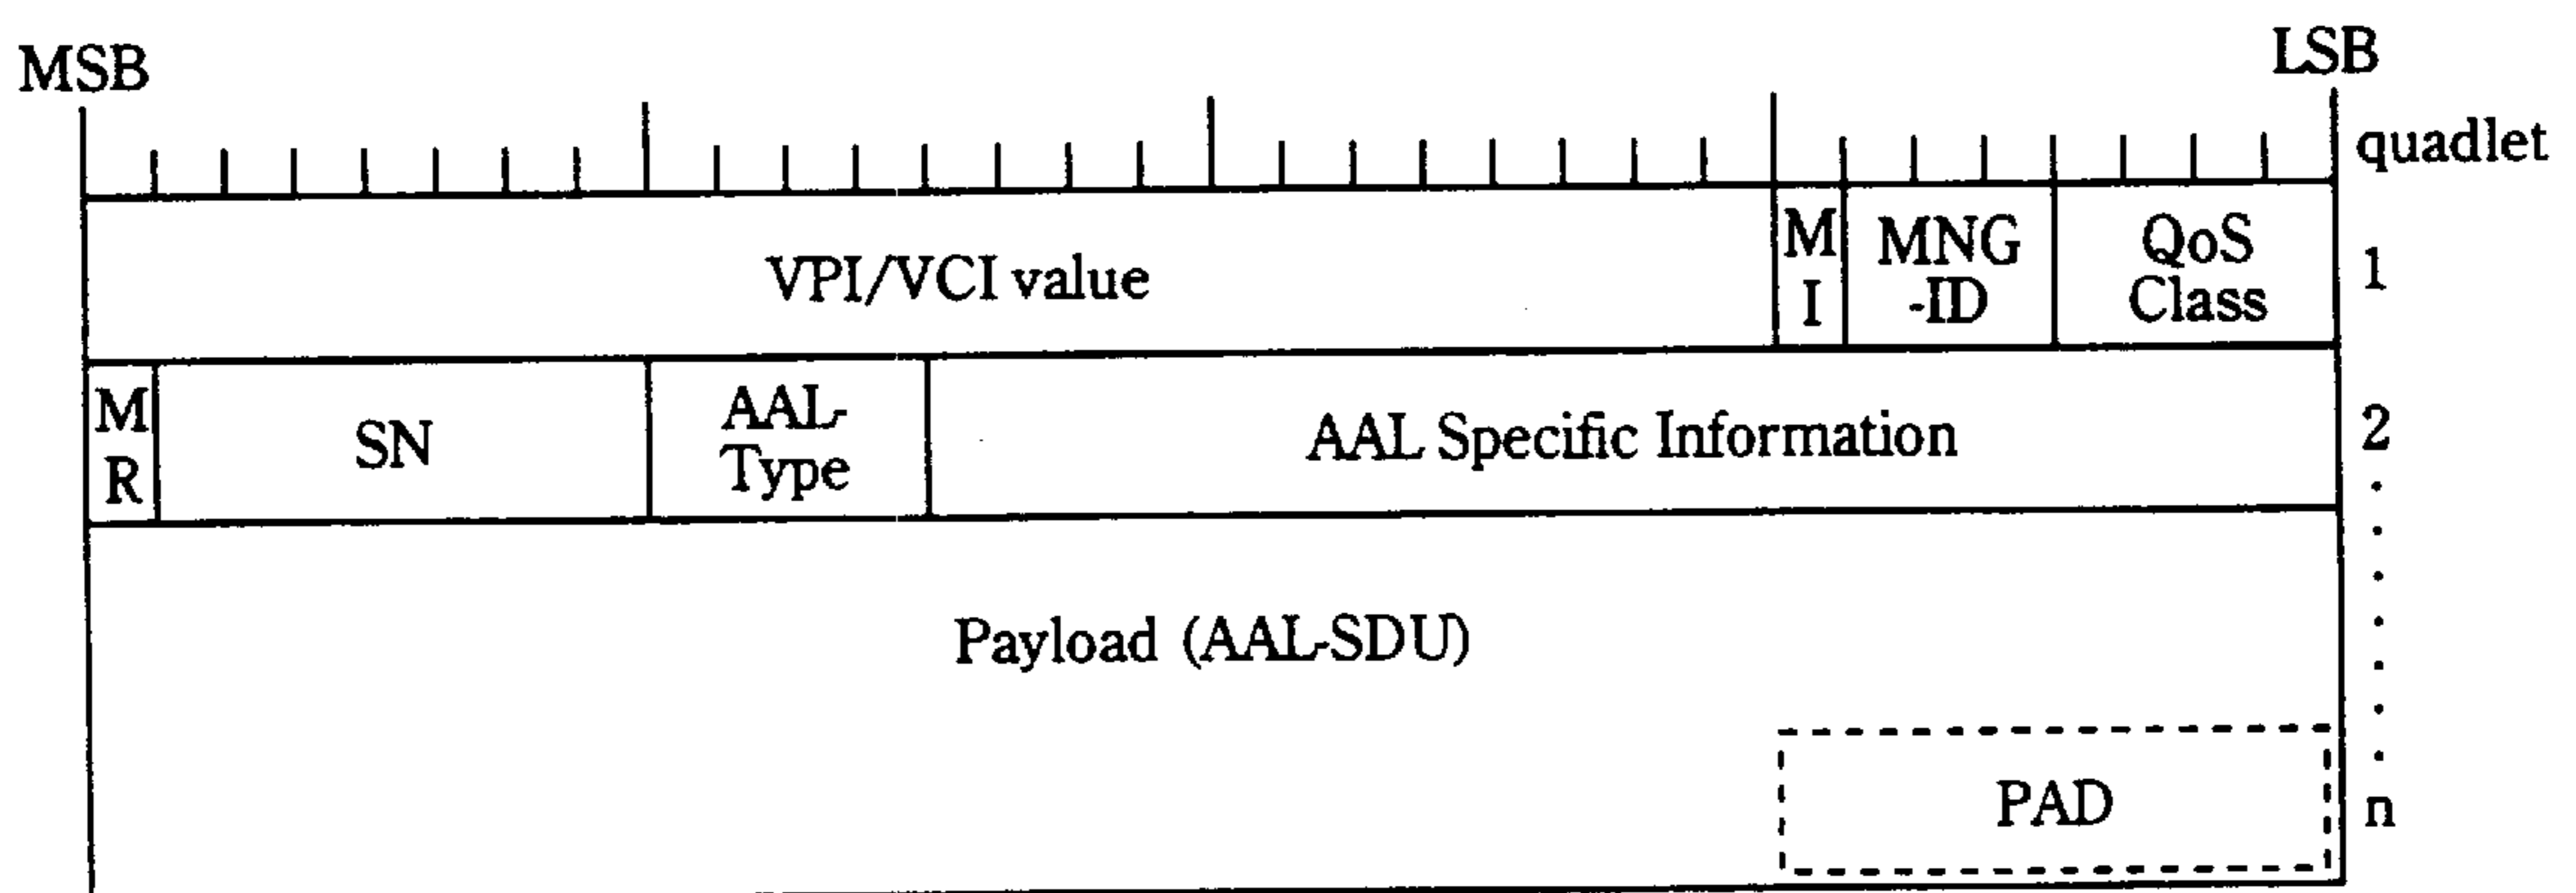 MSB
LSB
quadlet
VPI/VCI value
M
I
MNG
-ID
QoS
Class
1
M
R
SN
AAL-
Type
AAL Specific Information
2
Payload (AAL-SDU)
PAD
n